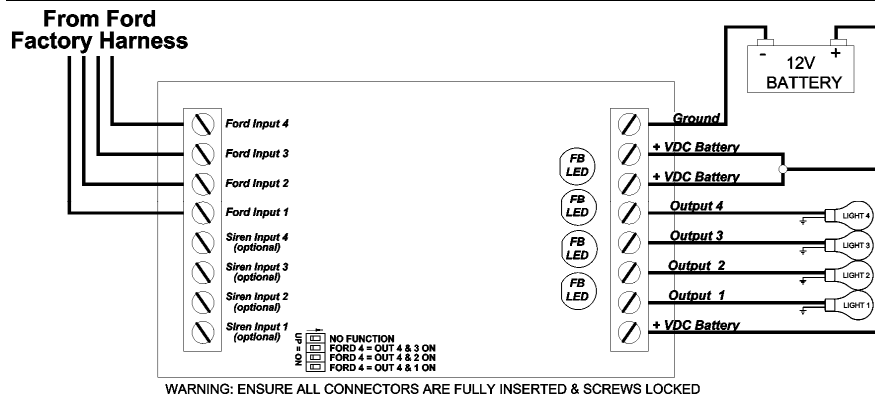 From Ford
Factory Harness
-
+
12V
BATTERY
Ford Input 4
Ford Input 3
Ford Input 2
Ford Input 1
Siren Input 4
(optional)
Siren Input 3
(optional)
Siren Input 2
(optional)
Siren Input 1
(optional)
FB
LED
FB
LED
FB
LED
FB
LED
Ground
+ VDC Battery
+ VDC Battery
Output 4
Output 3
Output 2
Output 1
+ VDC Battery
LIGHT 4
LIGHT 3
LIGHT 2
LIGHT 1
UP = ON
NO FUNCTION
FORD 4 = OUT 4 & 3 ON
FORD 4 = OUT 4 & 2 ON
FORD 4 = OUT 4 & 1 ON
WARNING: ENSURE ALL CONNECTORS ARE FULLY INSERTED & SCREWS LOCKED